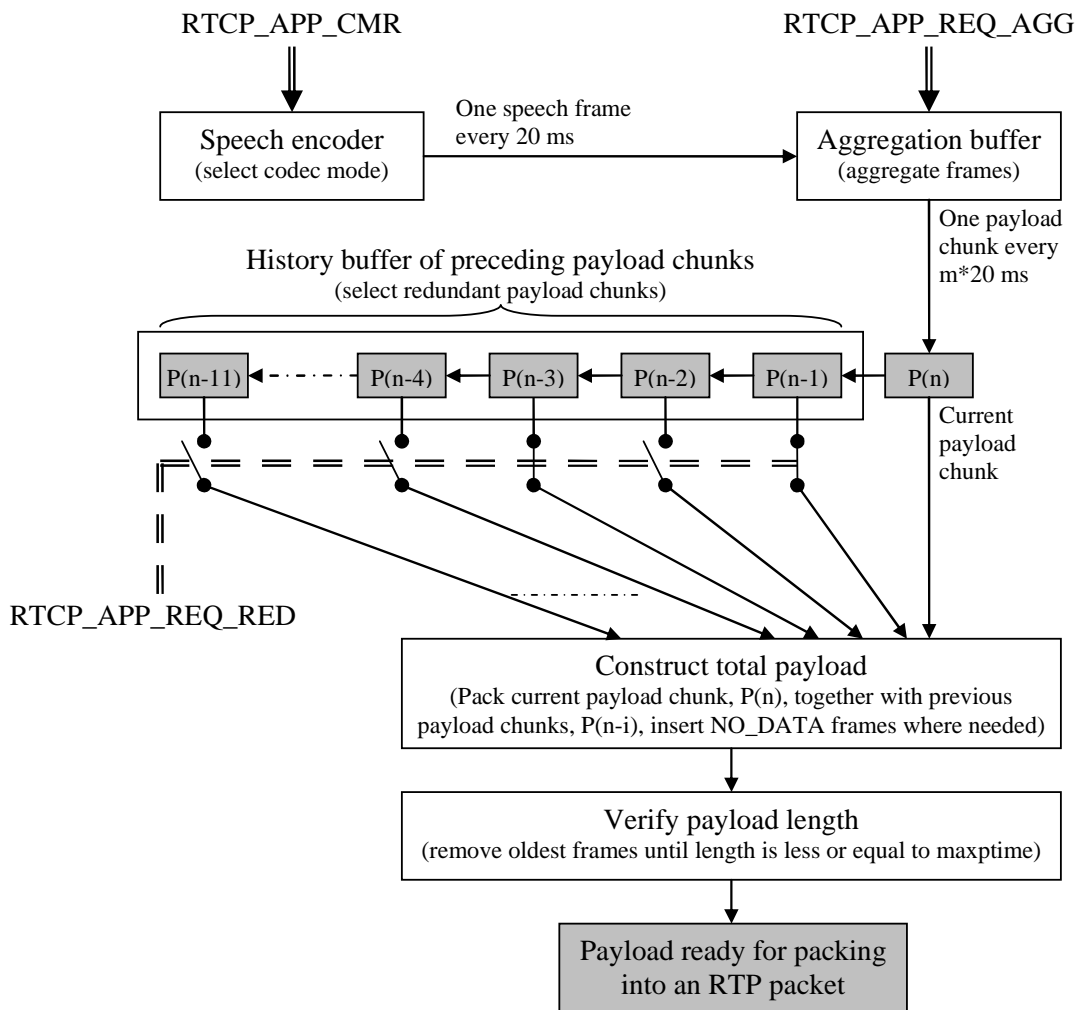 RTCP_APP_CMR
RTCP_APP_REQ_AGG
One speech frame
every 20 ms
Speech encoder
(select codec mode)
Aggregation buffer
(aggregate frames)
One payload
chunk every
m*20 ms
History buffer of preceding payload chunks
(select redundant payload chunks)
P(n-11)
P(n-4)
P(n-3)
P(n-2)
P(n-1)
P(n)
Current
payload
chunk
RTCP_APP_REQ_RED
Construct total payload
(Pack current payload chunk, P(n), together with previous
payload chunks, P(n-i), insert NO_DATA frames where needed)
Verify payload length
(remove oldest frames until length is less or equal to maxptime)
Payload ready for packing
into an RTP packet